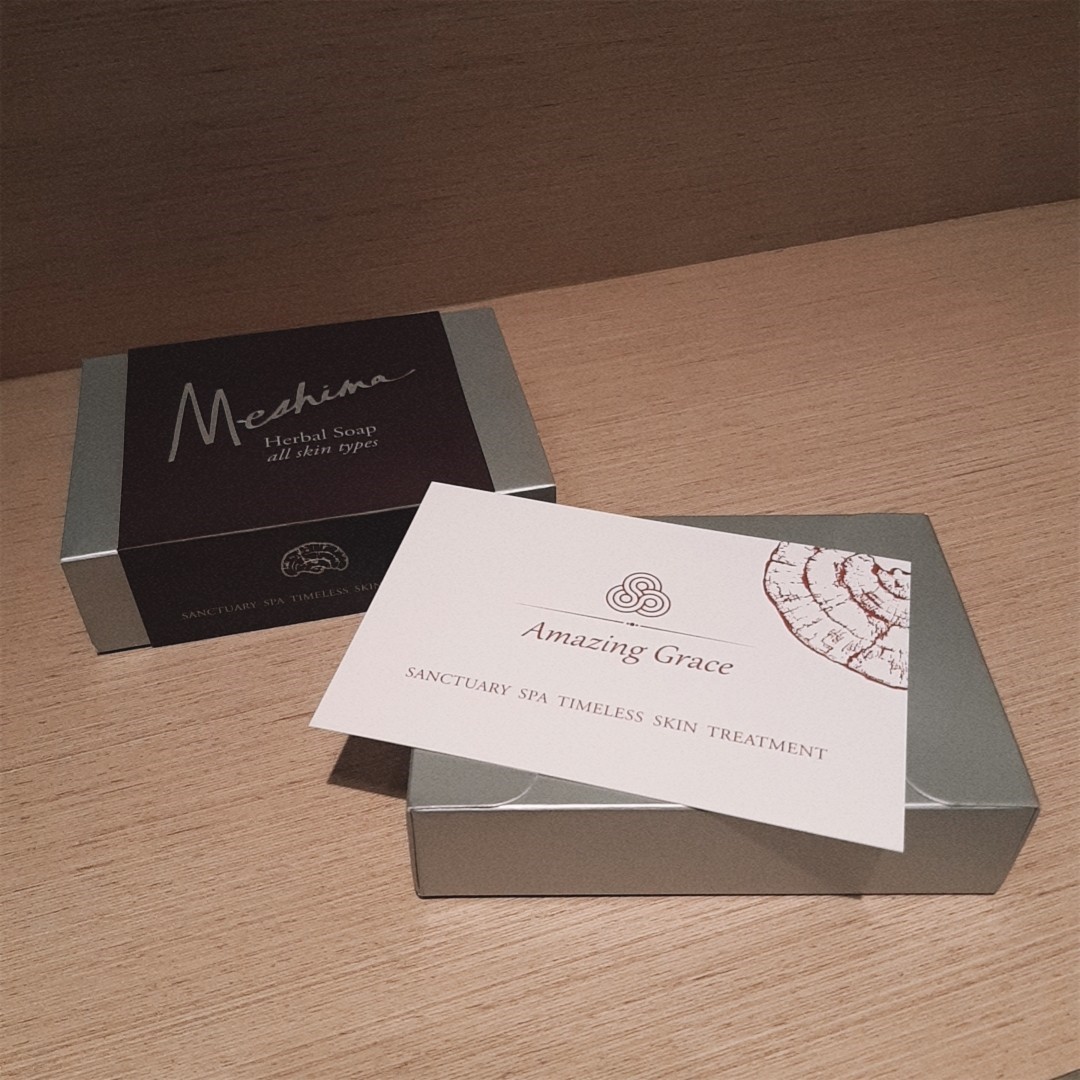 Meshima
Herbal Soap
all skin types
SANCTUARY SPA TIMELESS SKIN
Amazing Grace
SANCTUARY SPA TIMELESS SKIN TREATMENT